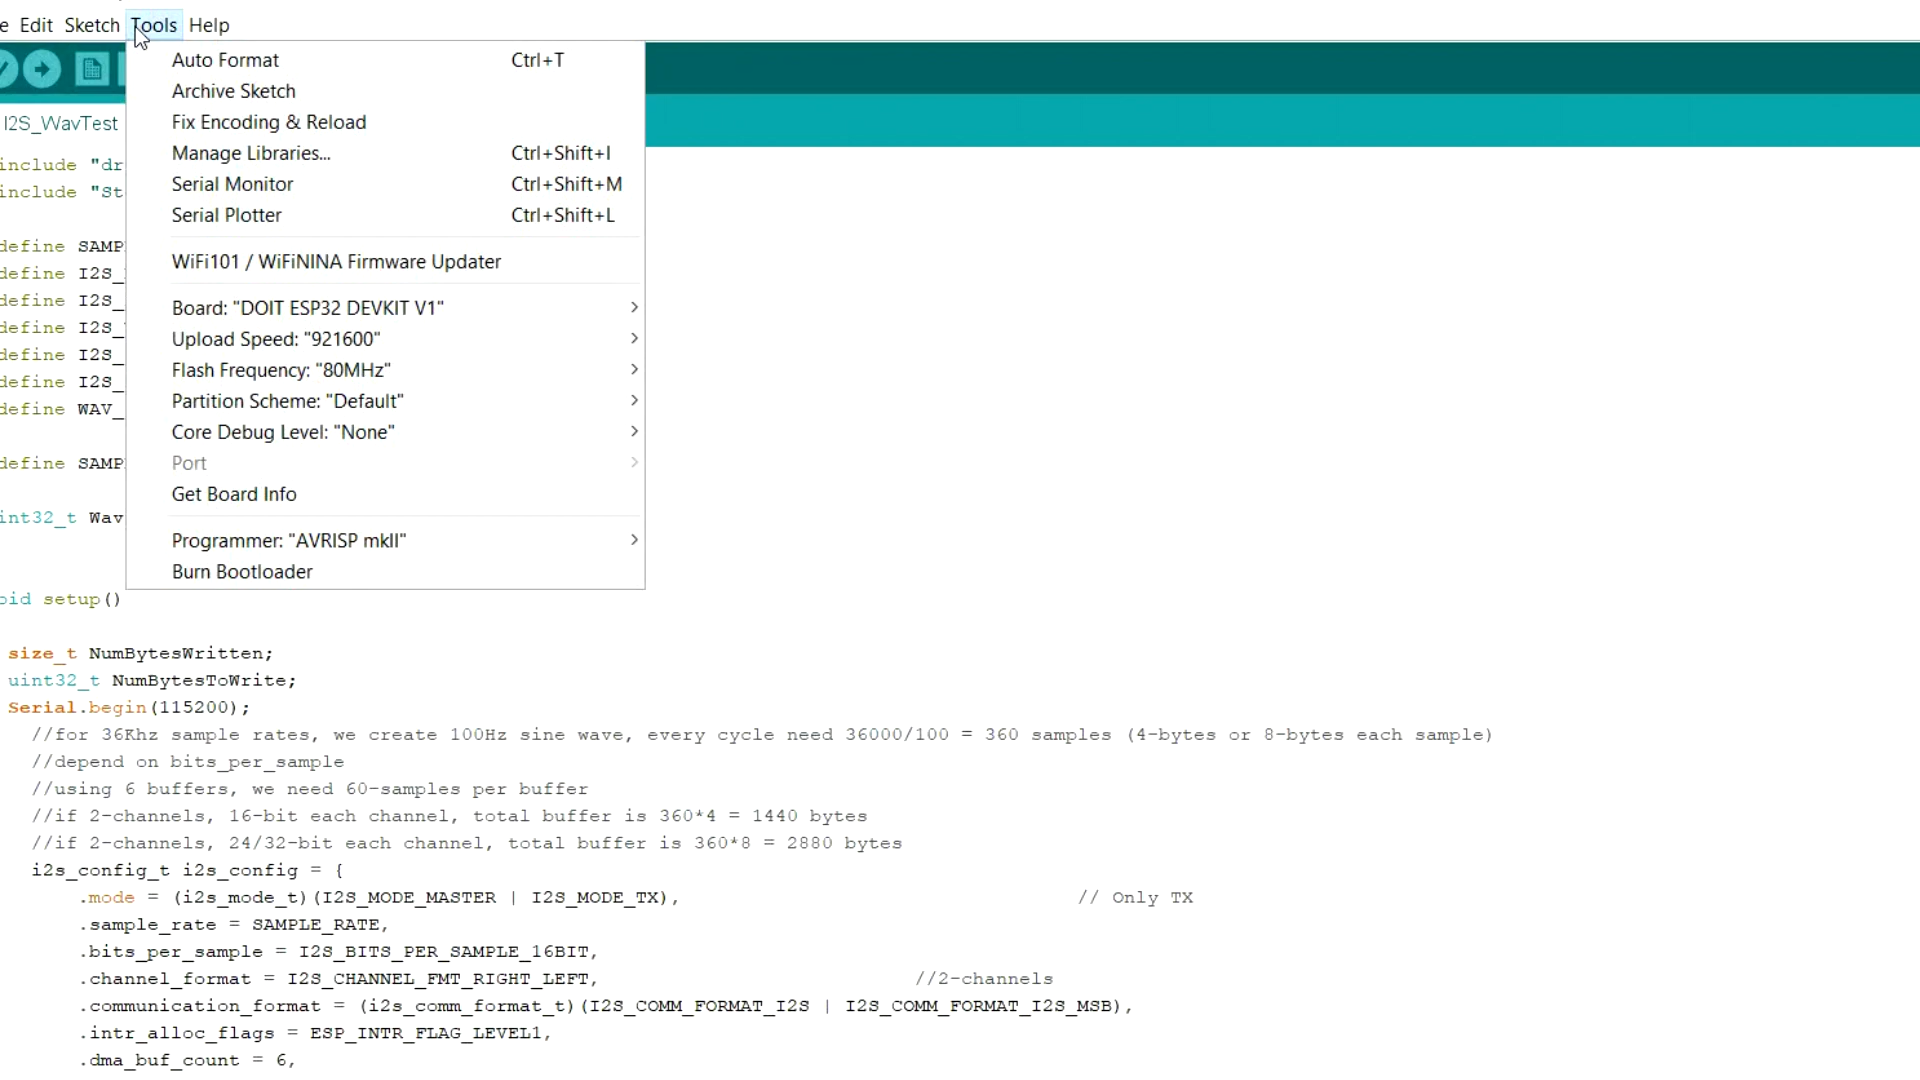 e Edit Sketch Tools Help
Auto Format Ctrl+T
Archive Sketch
Fix Encoding & Reload
Manage Libraries... Ctrl+Shift+I
Serial Monitor Ctrl+Shift+M
Serial Plotter Ctrl+Shift+L
WiFi101 / WiFiNINA Firmware Updater
Board: "DOIT ESP32 DEVKIT V1"
Upload Speed: "921600"
Flash Frequency: "80MHz"
Partition Scheme: "Default"
Core Debug Level: "None"
Port
Get Board Info
Programmer: "AVRISP mkII"
Burn Bootloader
I2S_WavTest
include "dr
include "St
define SAMP
define I2S_
define I2S_
define I2S_
define I2S_
define I2S_
define WAV_
define SAMP
int32_t Wav
oid setup()
size_t NumBytesWritten;
uint32_t NumBytesToWrite;
Serial.begin(115200);
//for 36Khz sample rates, we create 100Hz sine wave, every cycle need 36000/100 = 360 samples (4-bytes or 8-bytes each sample)
//depend on bits_per_sample
//using 6 buffers, we need 60-samples per buffer
//if 2-channels, 16-bit each channel, total buffer is 360*4 = 1440 bytes
//if 2-channels, 24/32-bit each channel, total buffer is 360*8 = 2880 bytes
i2s_config_t i2s_config = {
.mode = (i2s_mode_t)(I2S_MODE_MASTER | I2S_MODE_TX), // Only TX
.sample_rate = SAMPLE_RATE,
.bits_per_sample = I2S_BITS_PER_SAMPLE_16BIT,
.channel_format = I2S_CHANNEL_FMT_RIGHT_LEFT, //2-channels
.communication_format = (i2s_comm_format_t)(I2S_COMM_FORMAT_I2S | I2S_COMM_FORMAT_I2S_MSB),
.intr_alloc_flags = ESP_INTR_FLAG_LEVEL1,
.dma_buf_count = 6,